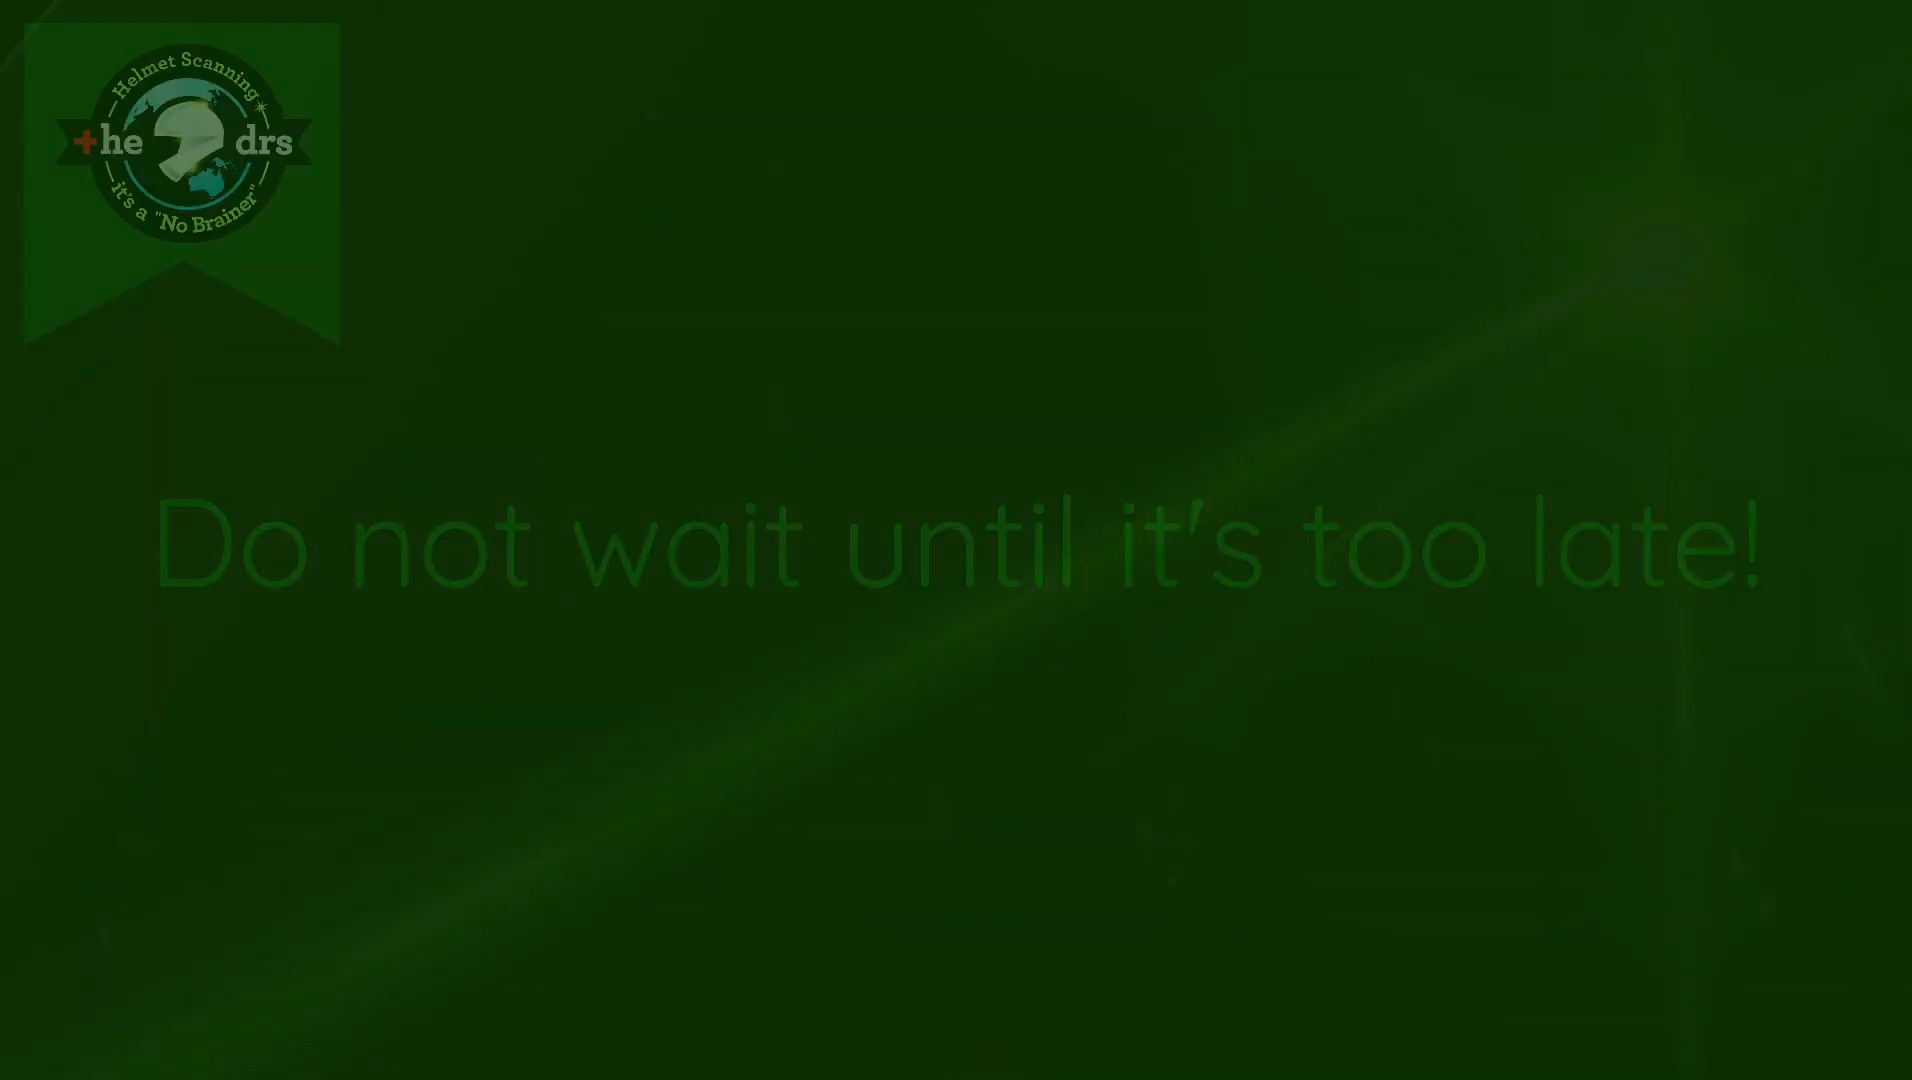 Helmet Scanning
he drs
it's a "No Brainer"
Do not wait until it's too late!